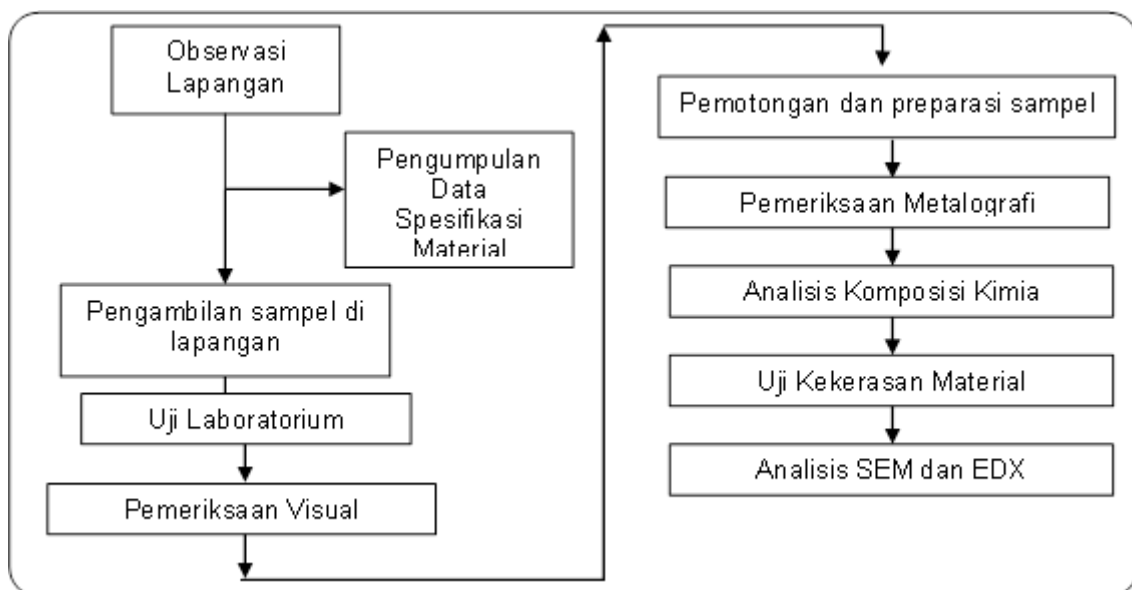 Observasi
Lapangan
Pengumpulan
Data
Spesifikasi
Material
Pengambilan sampel di
lapangan
Uji Laboratorium
Pemeriksaan Visual
Pemotongan dan preparasi sampel
Pemeriksaan Metalografi
Analisis Komposisi Kimia
Uji Kekerasan Material
Analisis SEM dan EDX